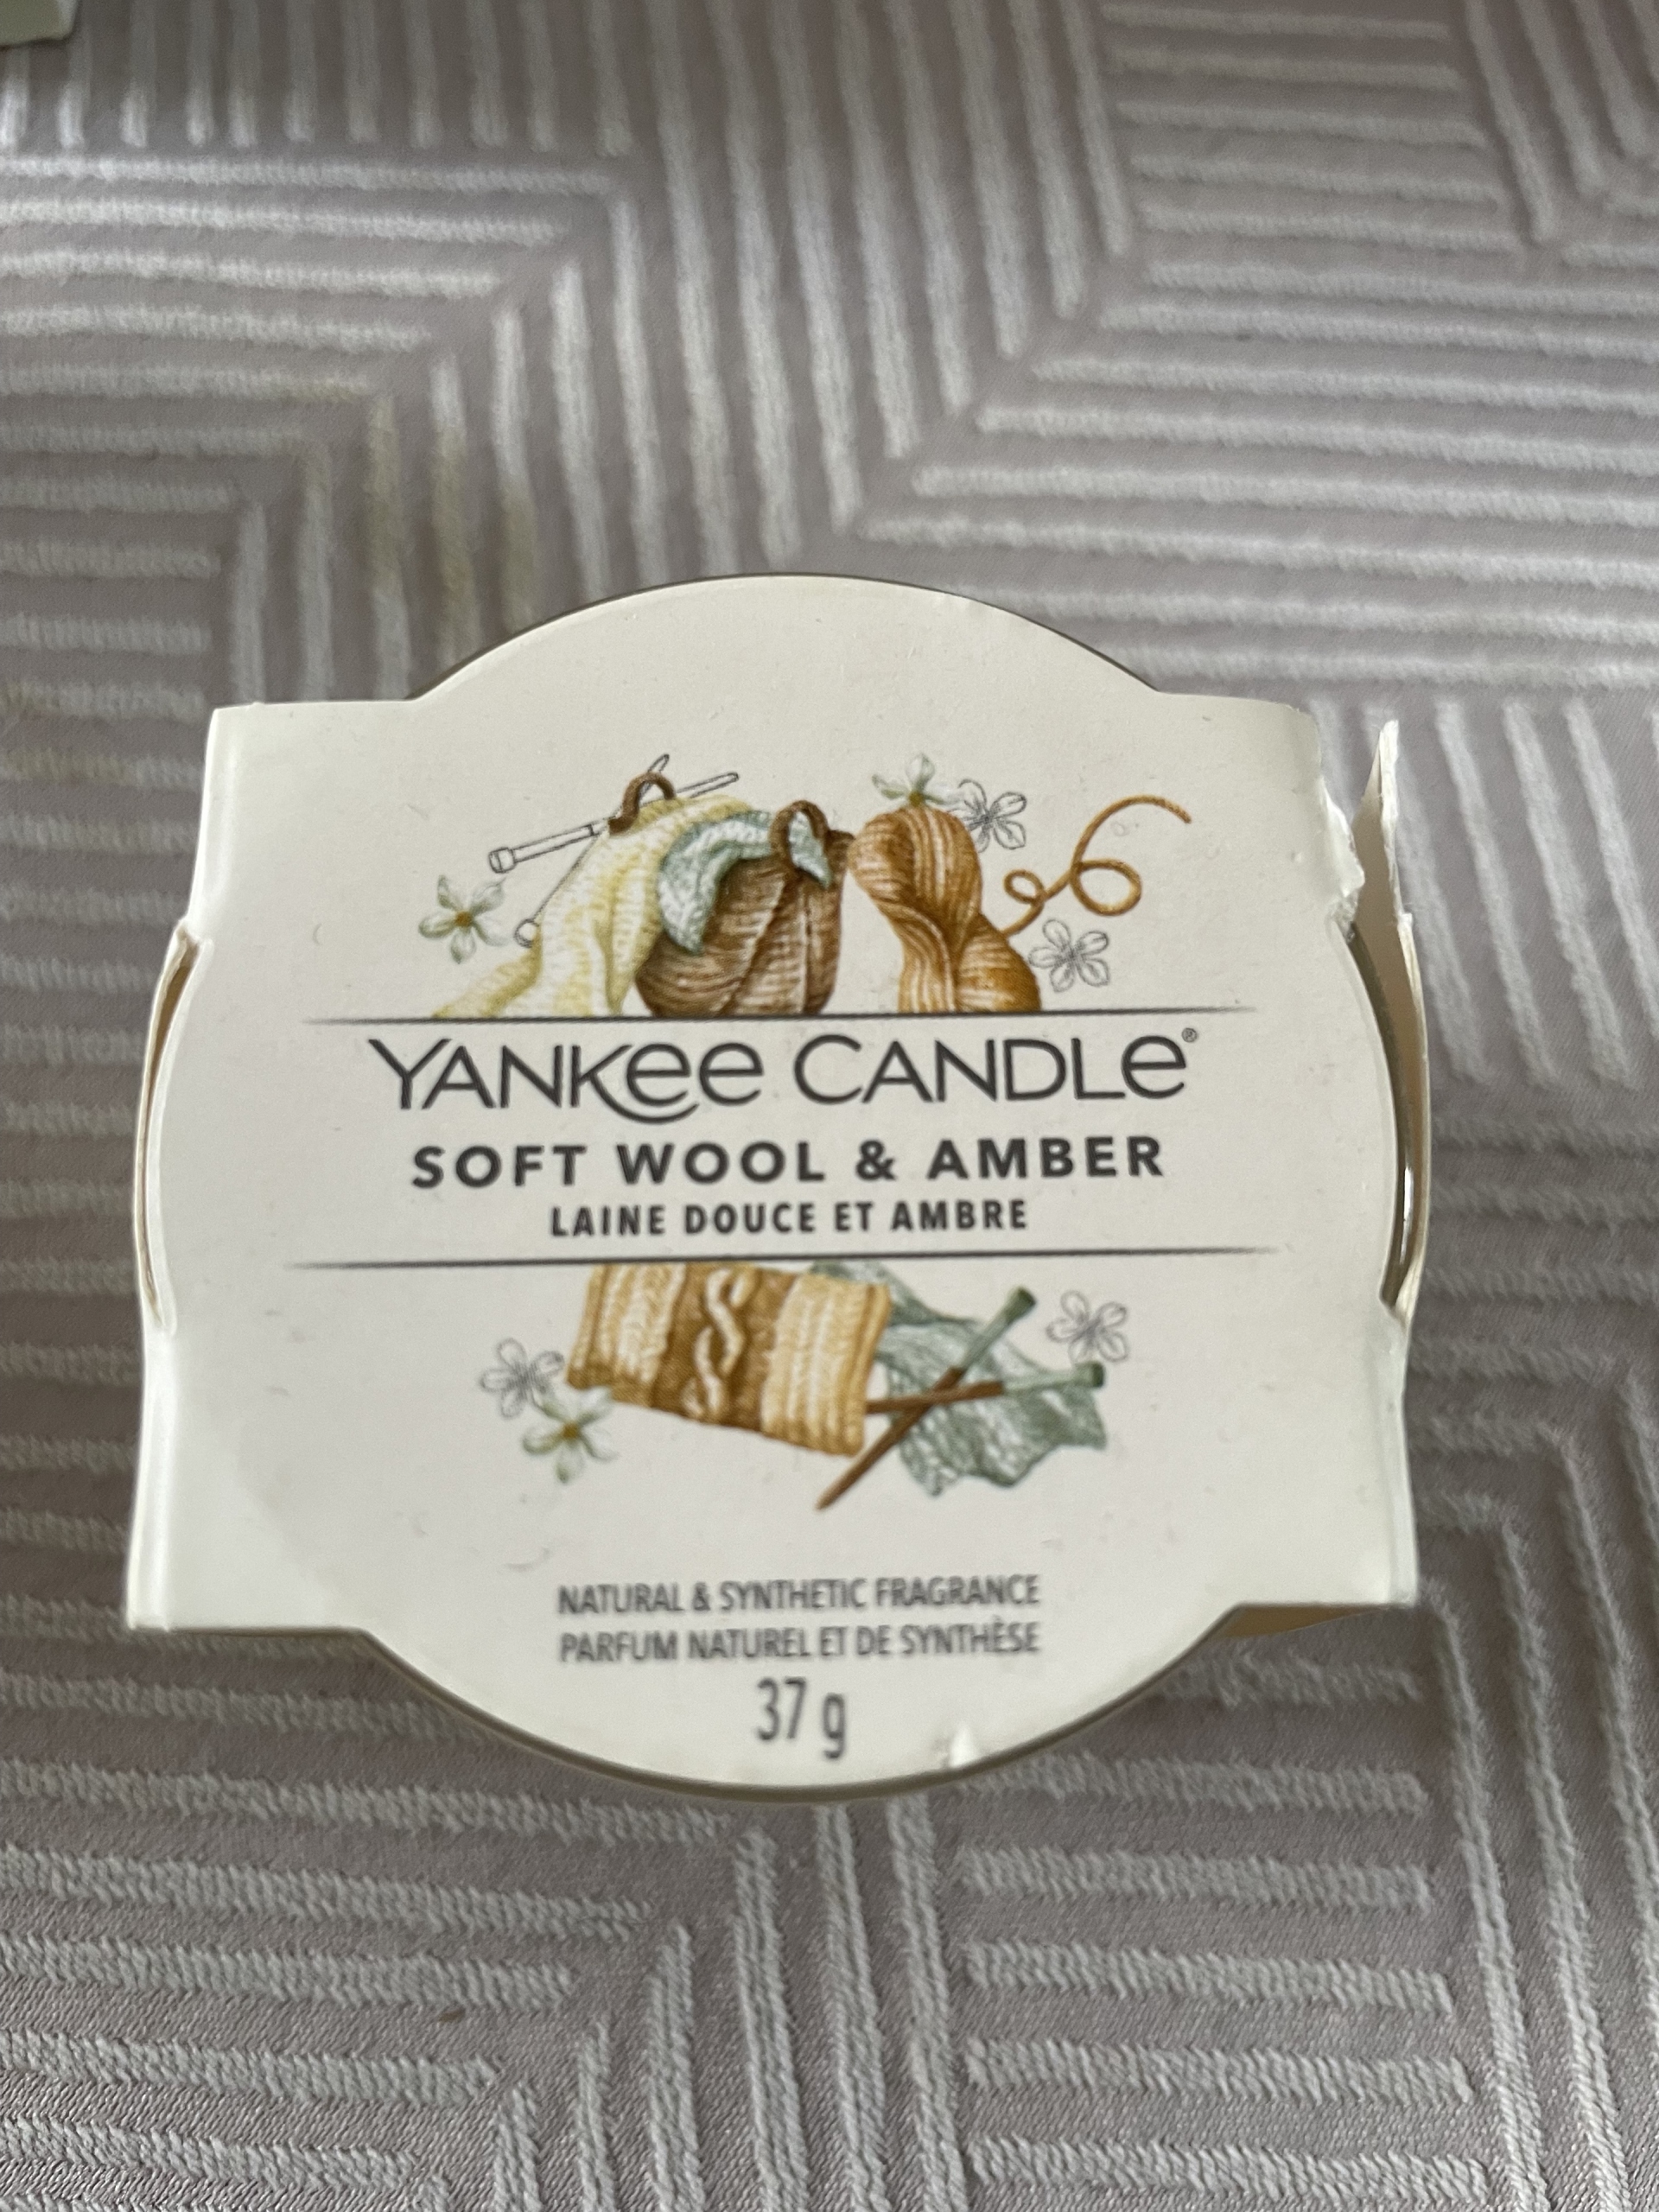 YANKEE CANDLE®
SOFT WOOL & AMBER
LAINE DOUCE ET AMBRE
NATURAL & SYNTHETIC FRAGRANCE
PARFUM NATUREL ET DE SYNTHÈSE
37 g